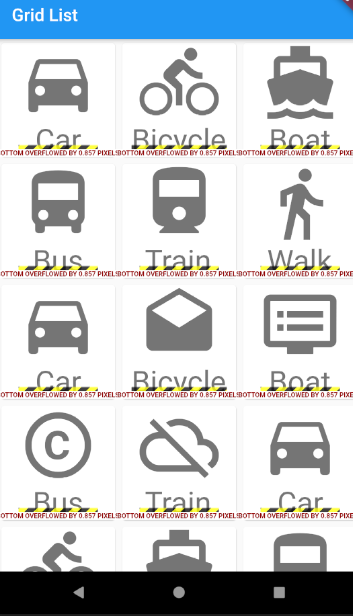 Grid List
Car Bicycle Boat
BOTTOM OVERFLOWED BY 0.857 PIXELS BOTTOM OVERFLOWED BY 0.857 PIXELS BOTTOM OVERFLOWED BY 0.857 PIXELS
Bus Train Walk
BOTTOM OVERFLOWED BY 0.857 PIXELS BOTTOM OVERFLOWED BY 0.857 PIXELS BOTTOM OVERFLOWED BY 0.857 PIXELS
Car Bicycle Boat
BOTTOM OVERFLOWED BY 0.857 PIXELS BOTTOM OVERFLOWED BY 0.857 PIXELS BOTTOM OVERFLOWED BY 0.857 PIXELS
C
Bus Train Car
BOTTOM OVERFLOWED BY 0.857 PIXELS BOTTOM OVERFLOWED BY 0.857 PIXELS BOTTOM OVERFLOWED BY 0.857 PIXELS